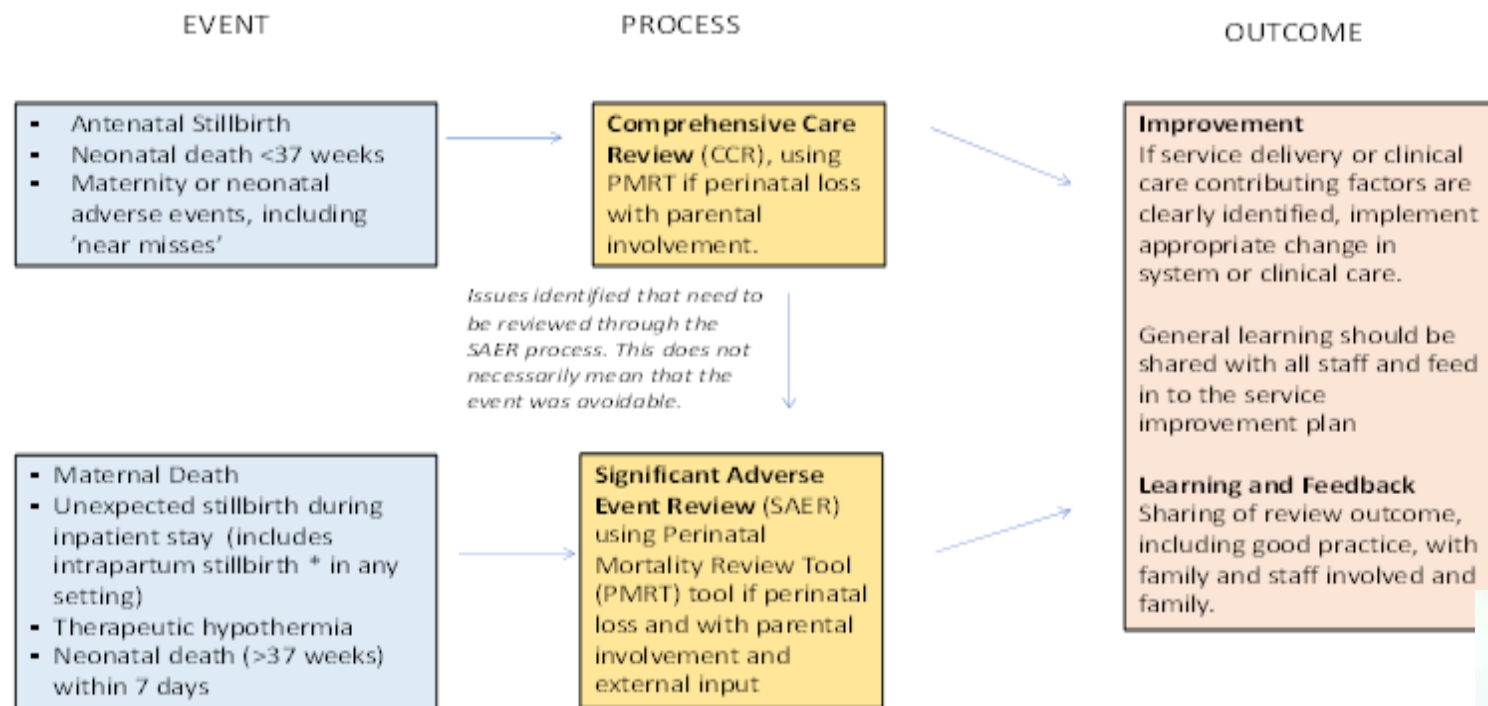 EVENT
PROCESS
OUTCOME
▪ Antenatal Stillbirth
▪ Neonatal death <37 weeks
▪ Maternity or neonatal
adverse events, including
'near misses'
Comprehensive Care
Review (CCR), using
PMRT if perinatal loss
with parental
involvement.
Issues identified that need to
be reviewed through the
SAER process. This does not
necessarily mean that the
event was avoidable.
▪ Maternal Death
▪ Unexpected stillbirth during
inpatient stay (includes
intrapartum stillbirth * in any
setting)
▪ Therapeutic hypothermia
▪ Neonatal death (>37 weeks)
within 7 days
Significant Adverse
Event Review (SAER)
using Perinatal
Mortality Review Tool
(PMRT) tool if perinatal
loss and with parental
involvement and
external input
Improvement
If service delivery or clinical
care contributing factors are
clearly identified, implement
appropriate change in
system or clinical care.
General learning should be
shared with all staff and feed
in to the service
improvement plan
Learning and Feedback
Sharing of review outcome,
including good practice, with
family and staff involved and
family.